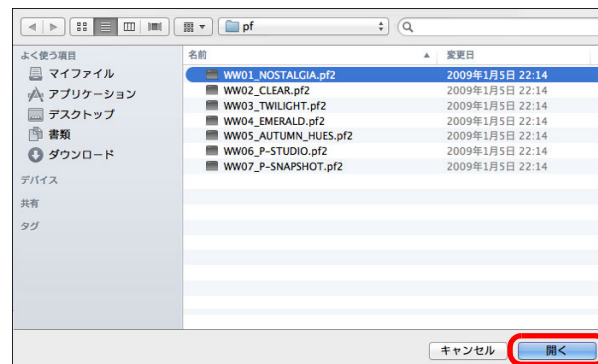 pf
よく使う項目
マイファイル
アプリケーション
デスクトップ
書類
ダウンロード
デバイス
共有
タグ
名前 変更日
WW01_NOSTALGIA.pf2 2009年1月5日 22:14
WW02_CLEAR.pf2 2009年1月5日 22:14
WW03_TWILIGHT.pf2 2009年1月5日 22:14
WW04_EMERALD.pf2 2009年1月5日 22:14
WW05_AUTUMN_HUES.pf2 2009年1月5日 22:14
WW06_P-STUDIO.pf2 2009年1月5日 22:14
WW07_P-SNAPSHOT.pf2 2009年1月5日 22:14
キャンセル 開く